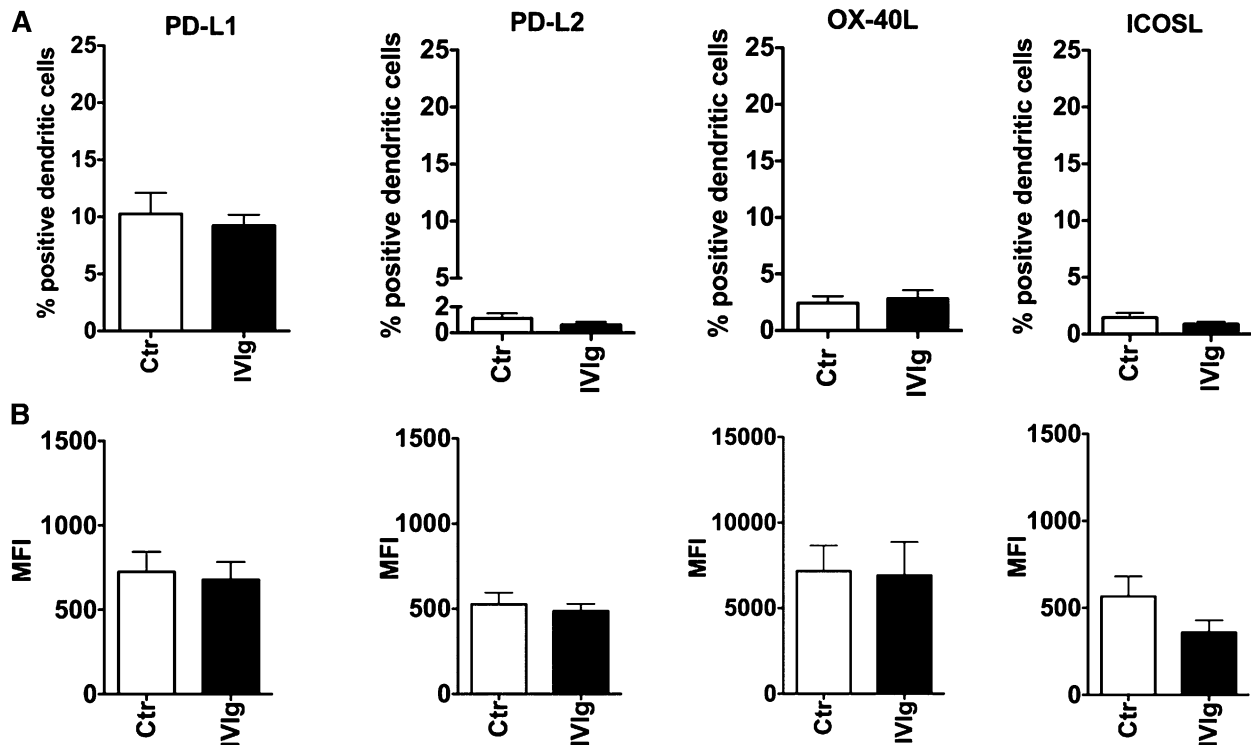 A
PD-L1
PD-L2
OX-40L
ICOSL
% positive dendritic cells
25
20
15
10
5
0
Ctr
IVIg
% positive dendritic cells
25
20
15
10
5
2
0
Ctr
IVIg
% positive dendritic cells
25
20
15
10
5
0
Ctr
IVIg
% positive dendritic cells
25
20
15
10
5
0
Ctr
IVIg
B
MFI
1500
1000
500
0
Ctr
IVIg
MFI
1500
1000
500
0
Ctr
IVIg
MFI
15000
10000
5000
0
Ctr
IVIg
MFI
1500
1000
500
0
Ctr
IVIg